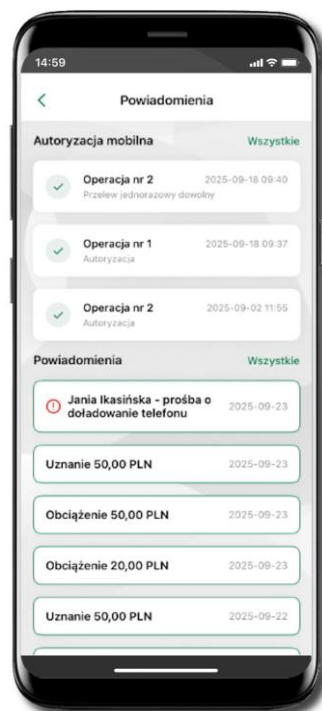 14:59
Powiadomienia
Autoryzacja mobilna Wszystkie
Operacja nr 2 2025-09-18 09:40
Przelew jednorazowy dowolny
Operacja nr 1 2025-09-18 09:37
Autoryzacja
Operacja nr 2 2025-09-02 11:55
Autoryzacja
Powiadomienia Wszystkie
Jania Ikasińska - prośba o
doładowanie telefonu 2025-09-23
Uznanie 50,00 PLN 2025-09-23
Obciążenie 50,00 PLN 2025-09-23
Obciążenie 20,00 PLN 2025-09-23
Uznanie 50,00 PLN 2025-09-22